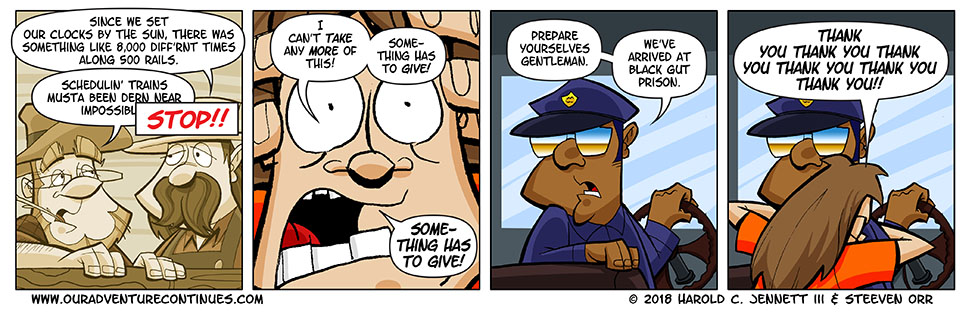 SINCE WE SET
OUR CLOCKS BY THE SUN, THERE WAS
SOMETHING LIKE 8,000 DIFF'RNT TIMES
ALONG 500 RAILS.
SCHEDULIN' TRAINS
MUSTA BEEN DERN NEAR
IMPOSSIBL
STOP!!
I
CAN'T TAKE
ANY MORE OF
THIS!
SOME-
THING HAS
TO GIVE!
SOME-
THING HAS
TO GIVE!
PREPARE
YOURSELVES
GENTLEMAN.
WE'VE
ARRIVED AT
BLACK GUT
PRISON.
THANK
YOU THANK YOU THANK
YOU THANK YOU THANK YOU
THANK YOU!!
WWW.OURADVENTURECONTINUES.COM
© 2018 HAROLD C. JENNETT III & STEEVEN ORR